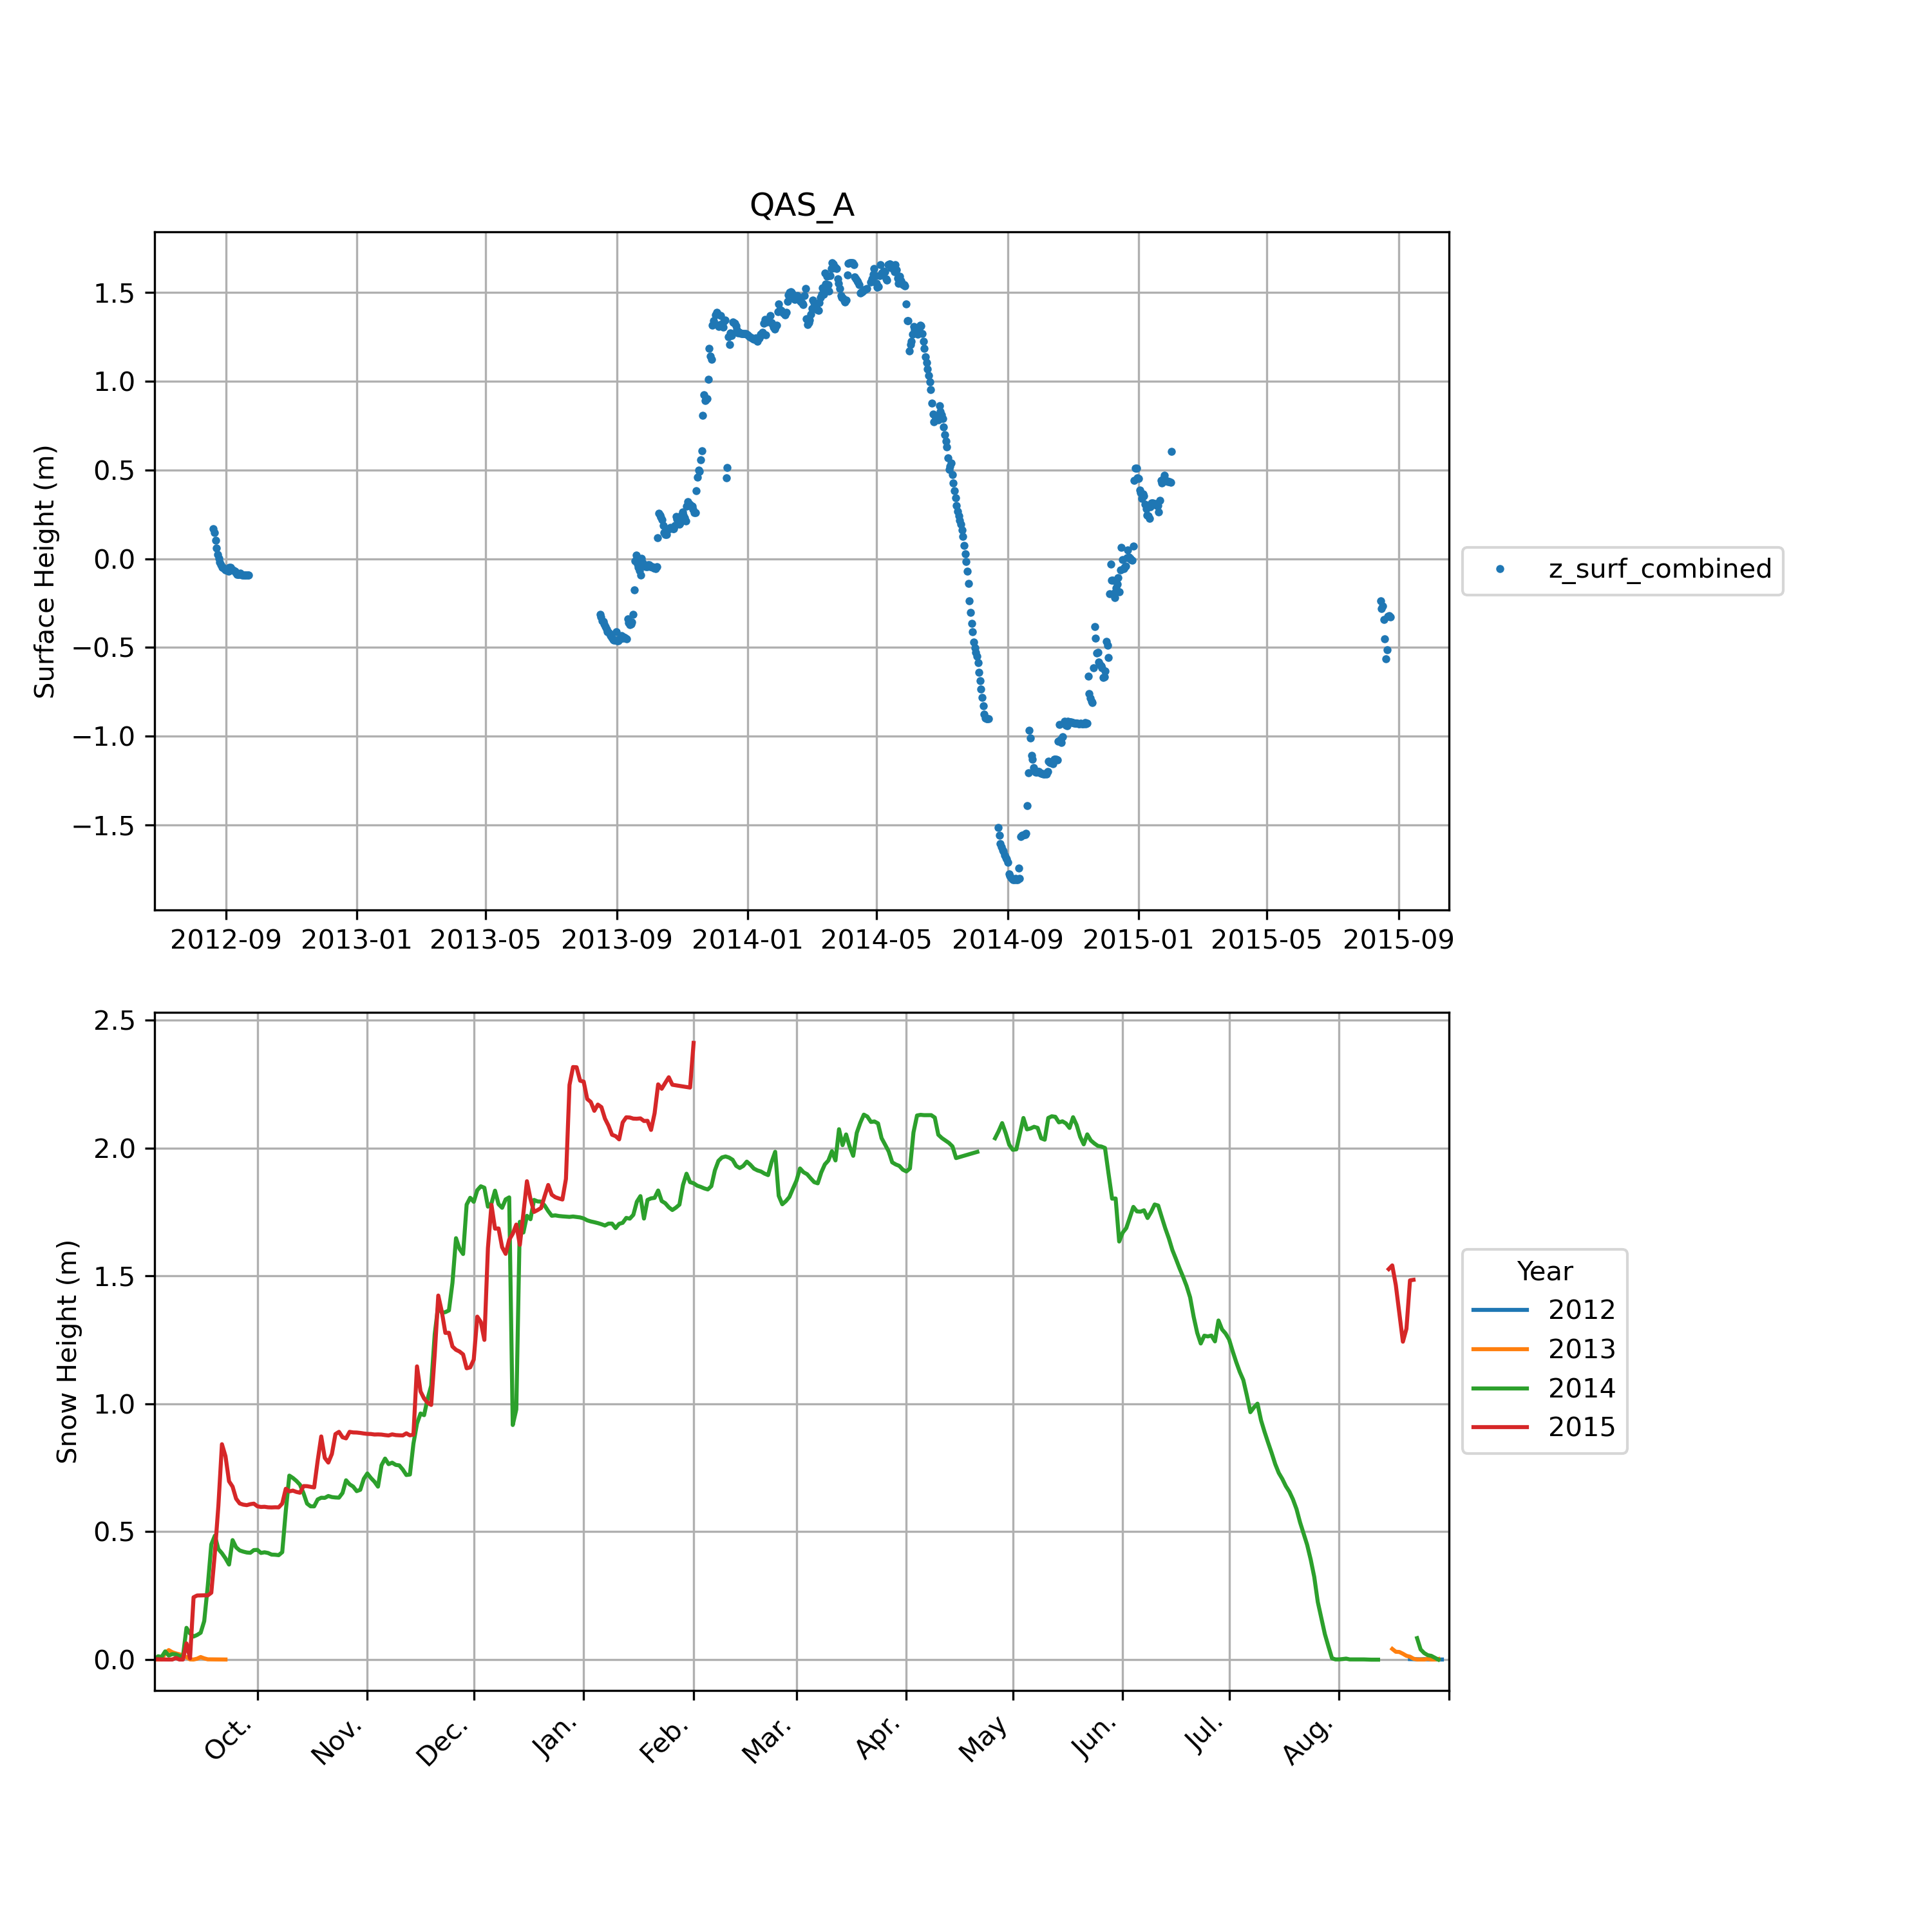 QAS_A
Surface Height (m)
1.5
1.0
0.5
0.0
−0.5
−1.0
−1.5
2012-09 2013-01 2013-05 2013-09 2014-01 2014-05 2014-09 2015-01 2015-05 2015-09
z_surf_combined
Snow Height (m)
2.5
2.0
1.5
1.0
0.5
0.0
Oct. Nov. Dec. Jan. Feb. Mar. Apr. May Jun. Jul. Aug.
Year
2012
2013
2014
2015